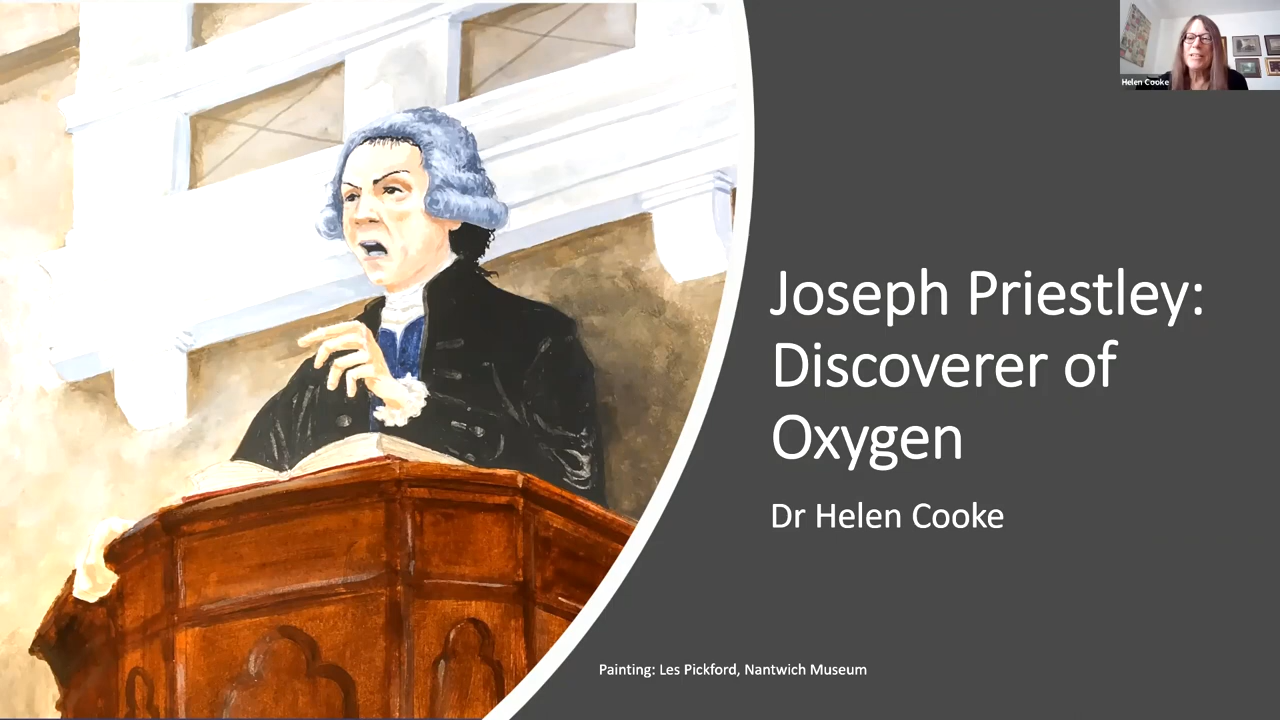 Helen Cooke
Joseph Priestley:
Discoverer of
Oxygen
Dr Helen Cooke
Painting: Les Pickford, Nantwich Museum